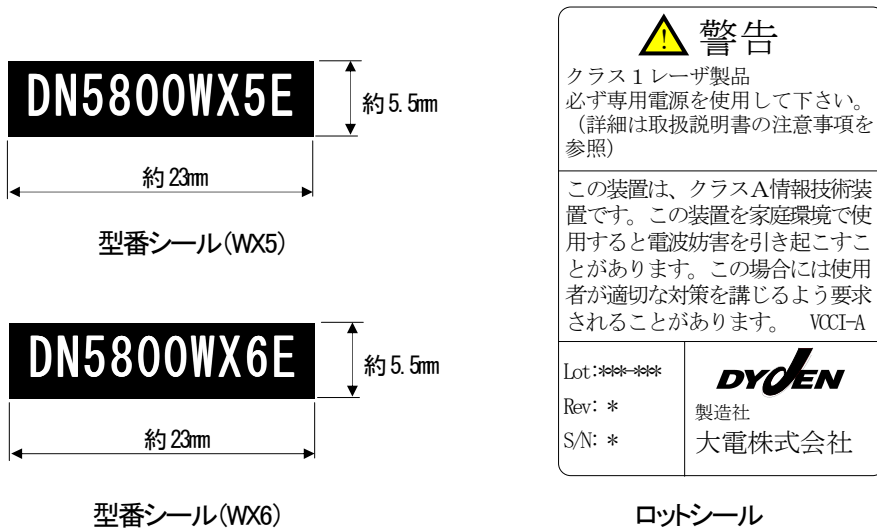 DN5800WX5E
約5.5mm
約23mm
型番シール(WX5)
DN5800WX6E
約5.5mm
約23mm
型番シール(WX6)
警告
クラス1レーザ製品
必ず専用電源を使用して下さい。
(詳細は取扱説明書の注意事項を
参照)
この装置は、クラスA情報技術装
置です。この装置を家庭環境で使
用すると電波妨害を引き起こすこ
とがあります。この場合には使用
者が適切な対策を講じるよう要求
されることがあります。 VCCI-A
Lot:***-***
Rev: *
S/N: *
DYDEN
製造社
大電株式会社
ロットシール